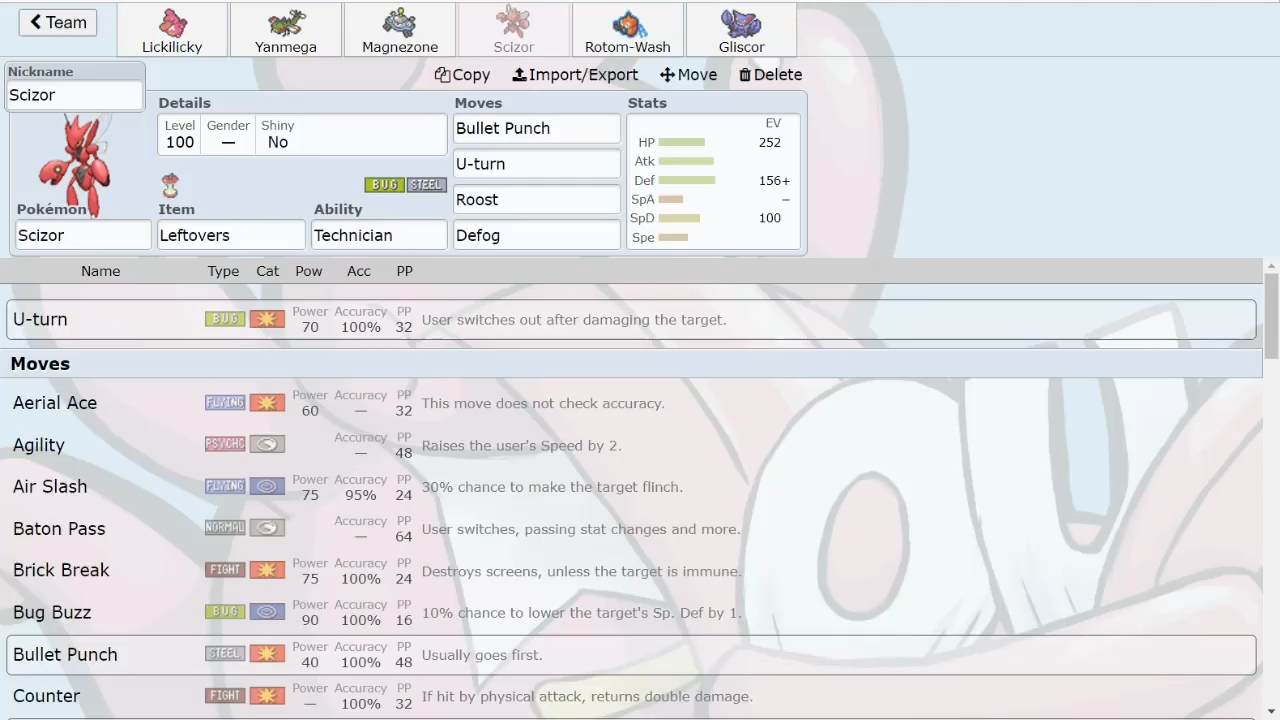 Team
Lickilicky
Yanmega
Magnezone
Scizor
Rotom-Wash
Gliscor
Copy
Import/Export
Move
Delete
Nickname
Scizor
Details
Level
100
Gender
—
Shiny
No
BUG STEEL
Pokémon
Scizor
Item
Leftovers
Ability
Technician
Moves
Bullet Punch
U-turn
Roost
Defog
Stats
EV
HP 252
Atk
Def 156+
SpA –
SpD 100
Spe
Name Type Cat Pow Acc PP
U-turn BUG Power 70 Accuracy 100% PP 32 User switches out after damaging the target.
Moves
Aerial Ace FLYING Power 60 Accuracy — PP 32 This move does not check accuracy.
Agility PSYCHC Accuracy — PP 48 Raises the user's Speed by 2.
Air Slash FLYING Power 75 Accuracy 95% PP 24 30% chance to make the target flinch.
Baton Pass NORMAL Accuracy — PP 64 User switches, passing stat changes and more.
Brick Break FIGHT Power 75 Accuracy 100% PP 24 Destroys screens, unless the target is immune.
Bug Buzz BUG Power 90 Accuracy 100% PP 16 10% chance to lower the target's Sp. Def by 1.
Bullet Punch STEEL Power 40 Accuracy 100% PP 48 Usually goes first.
Counter FIGHT Power — Accuracy 100% PP 32 If hit by physical attack, returns double damage.